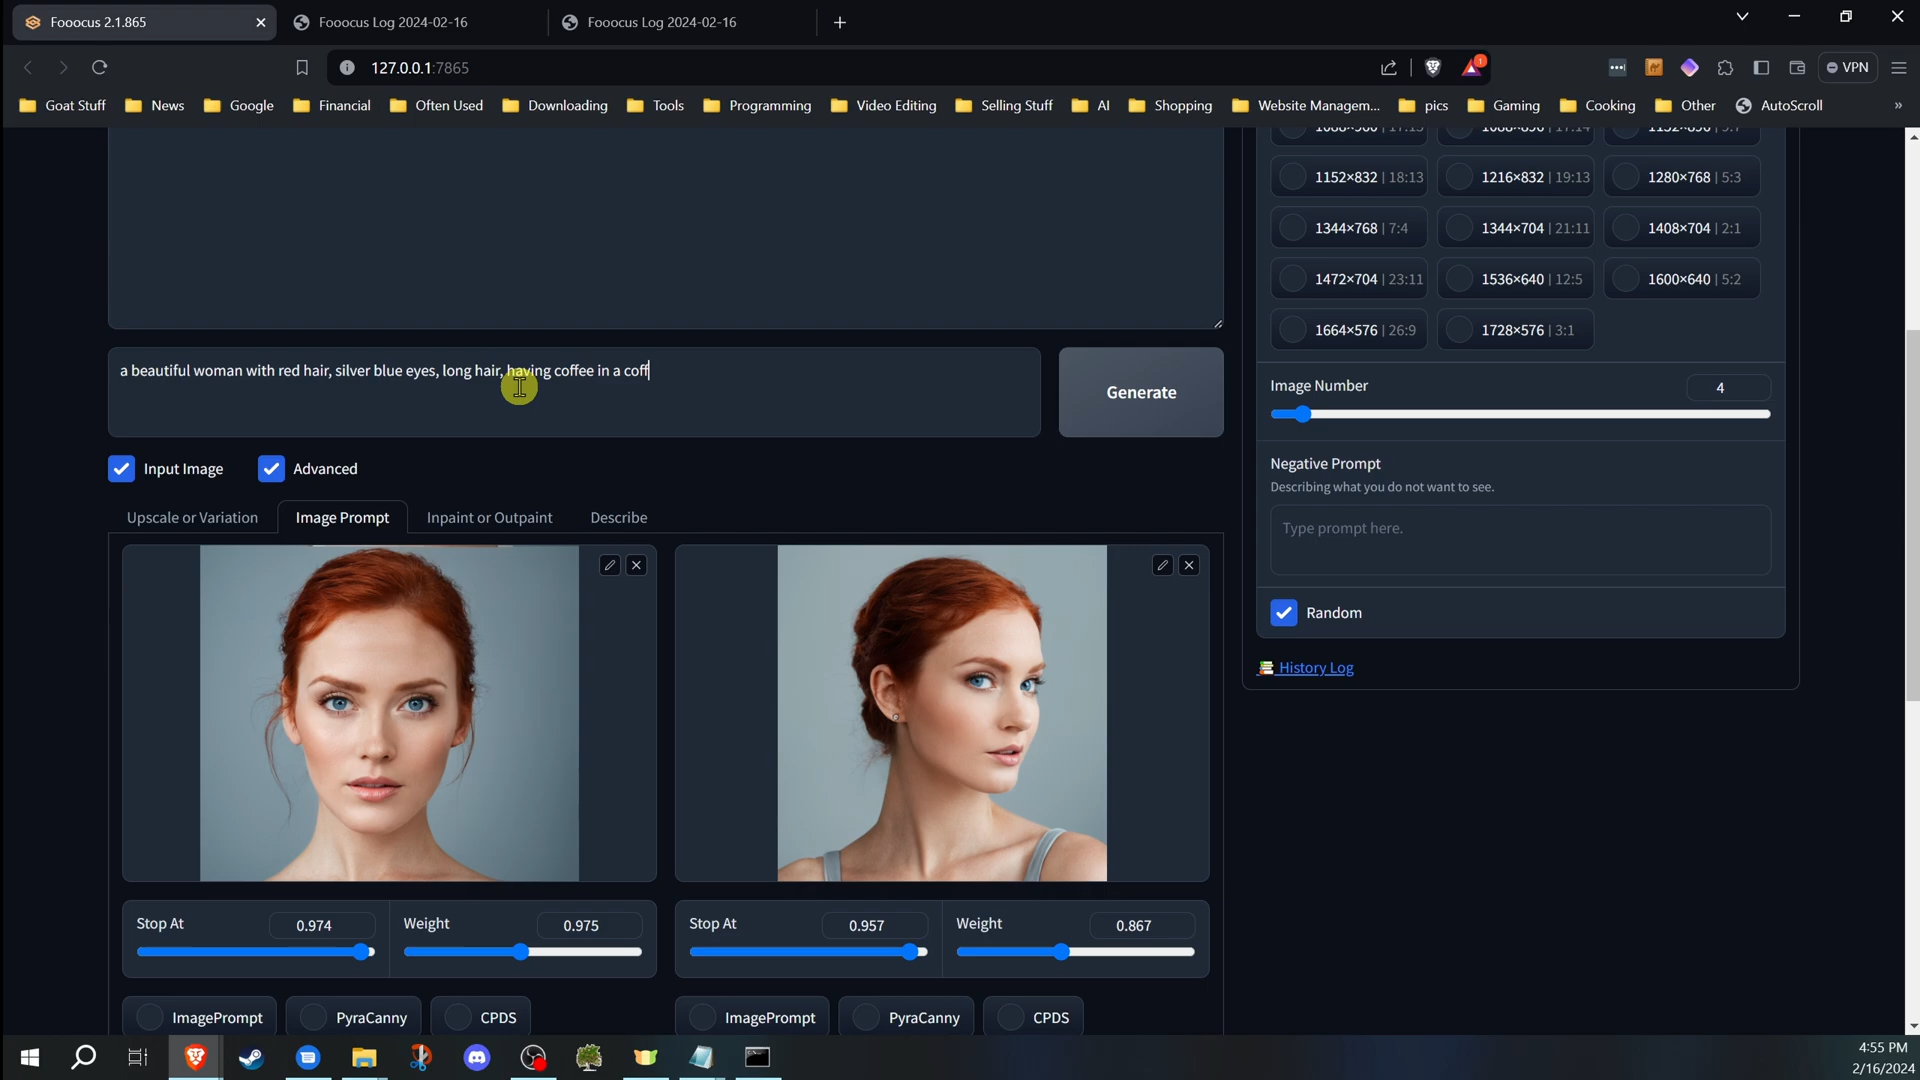 Fooocus 2.1.865
Fooocus Log 2024-02-16
Fooocus Log 2024-02-16
127.0.0.1:7865
1
VPN
Goat Stuff
News
Google
Financial
Often Used
Downloading
Tools
Programming
Video Editing
Selling Stuff
AI
Shopping
Website Managem...
pics
Gaming
Cooking
Other
AutoScroll
»
1152×832 | 18:13
1216×832 | 19:13
1280×768 | 5:3
1344×768 | 7:4
1344×704 | 21:11
1408×704 | 2:1
1472×704 | 23:11
1536×640 | 12:5
1600×640 | 5:2
1664×576 | 26:9
1728×576 | 3:1
a beautiful woman with red hair, silver blue eyes, long hair, having coffee in a coff
Generate
Image Number
4
Input Image
Advanced
Negative Prompt
Describing what you do not want to see.
Type prompt here.
Upscale or Variation
Image Prompt
Inpaint or Outpaint
Describe
Random
History Log
Stop At
0.974
Weight
0.975
Stop At
0.957
Weight
0.867
ImagePrompt
PyraCanny
CPDS
ImagePrompt
PyraCanny
CPDS
4:55 PM
2/16/2024